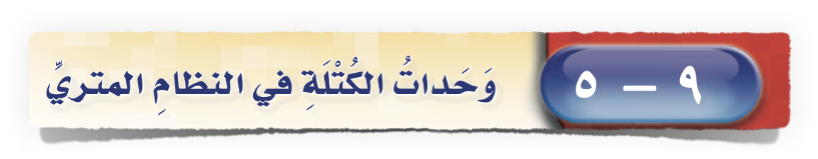 ٩ – ٥ وَحَداتُ الكُتْلَةِ في النظامِ المتريِّ